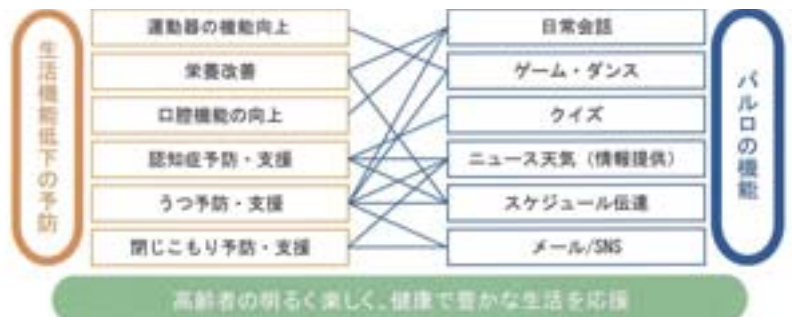 生活機能低下の予防
運動器の機能向上
栄養改善
口腔機能の向上
認知症予防・支援
うつ予防・支援
閉じこもり予防・支援
日常会話
ゲーム・ダンス
クイズ
ニュース天気（情報提供）
スケジュール伝達
メール/SNS
パルロの機能
高齢者の明るく楽しく、健康で豊かな生活を応援